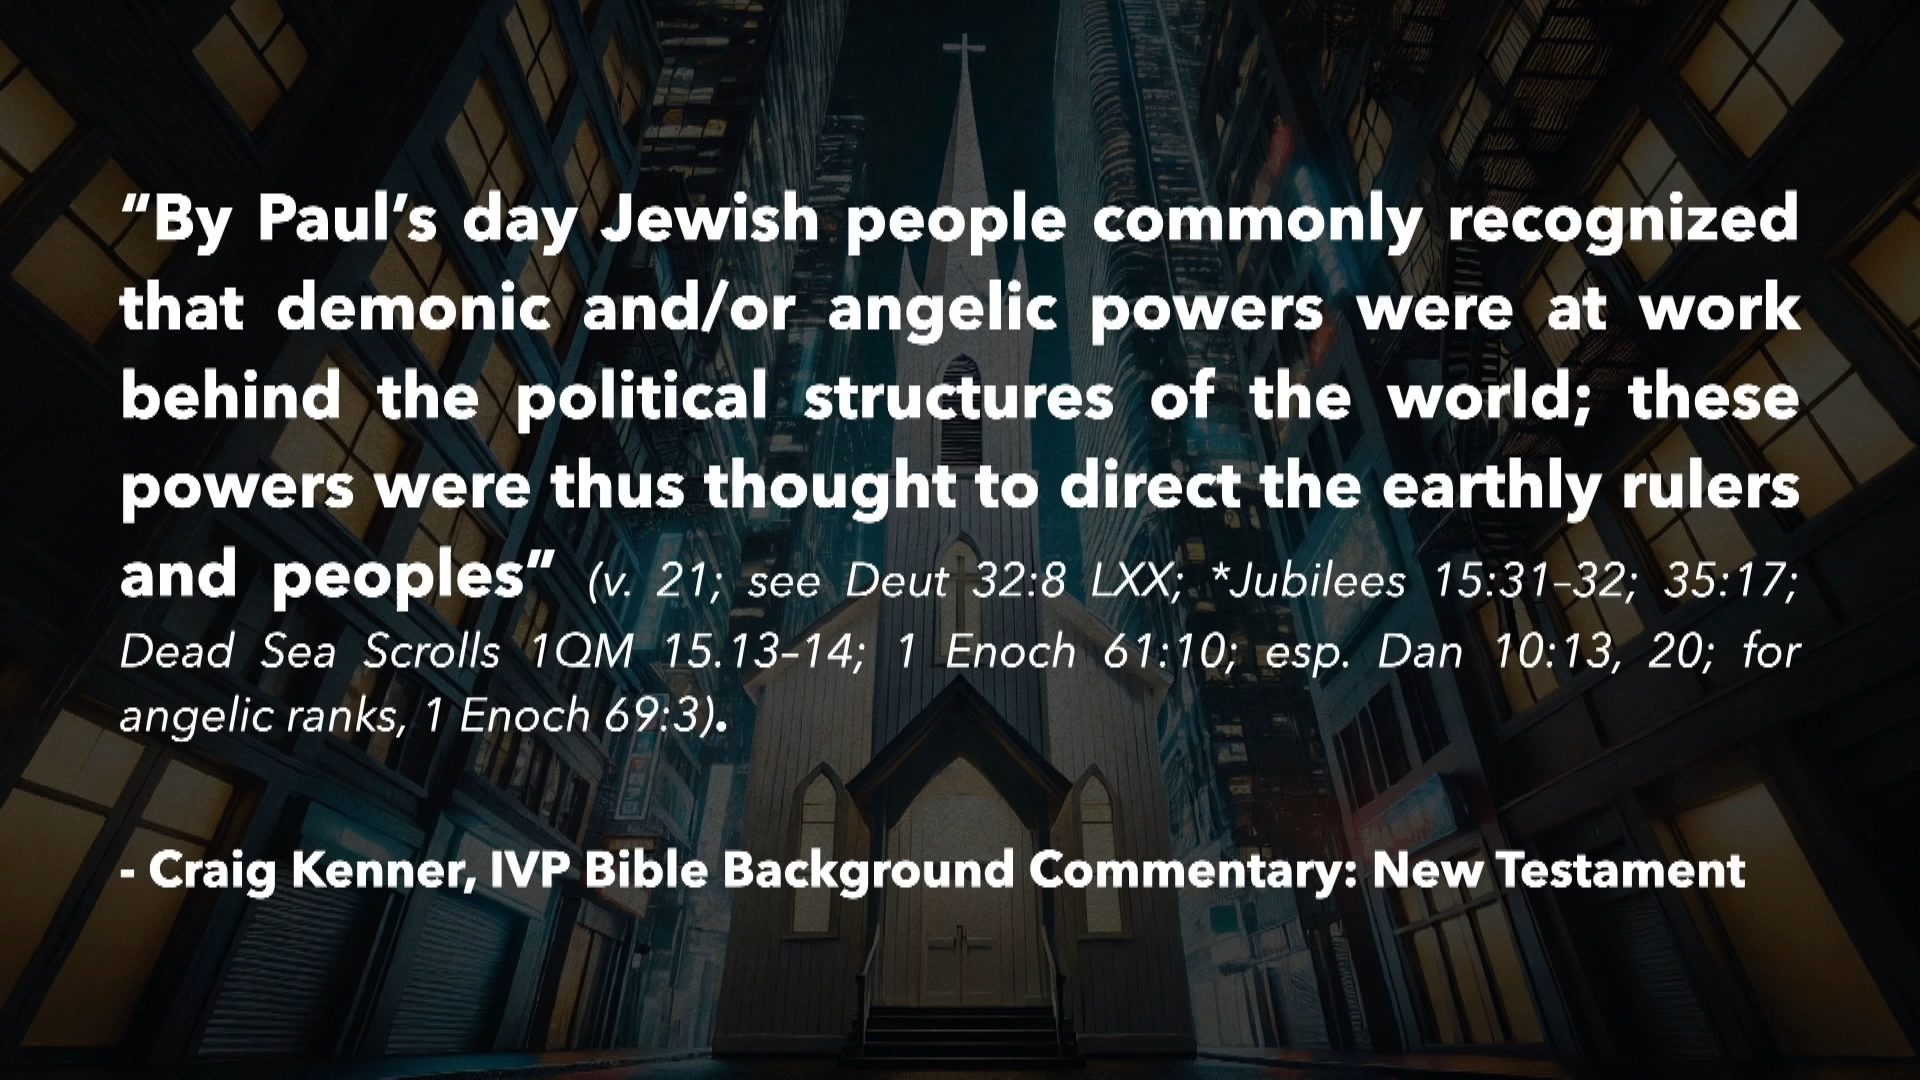 “By Paul’s day Jewish people commonly recognized
that demonic and/or angelic powers were at work
behind the political structures of the world; these
powers were thus thought to direct the earthly rulers
and peoples” (v. 21; see Deut 32:8 LXX; *Jubilees 15:31–32; 35:17;
Dead Sea Scrolls 1QM 15.13–14; 1 Enoch 61:10; esp. Dan 10:13, 20; for
angelic ranks, 1 Enoch 69:3).
- Craig Kenner, IVP Bible Background Commentary: New Testament